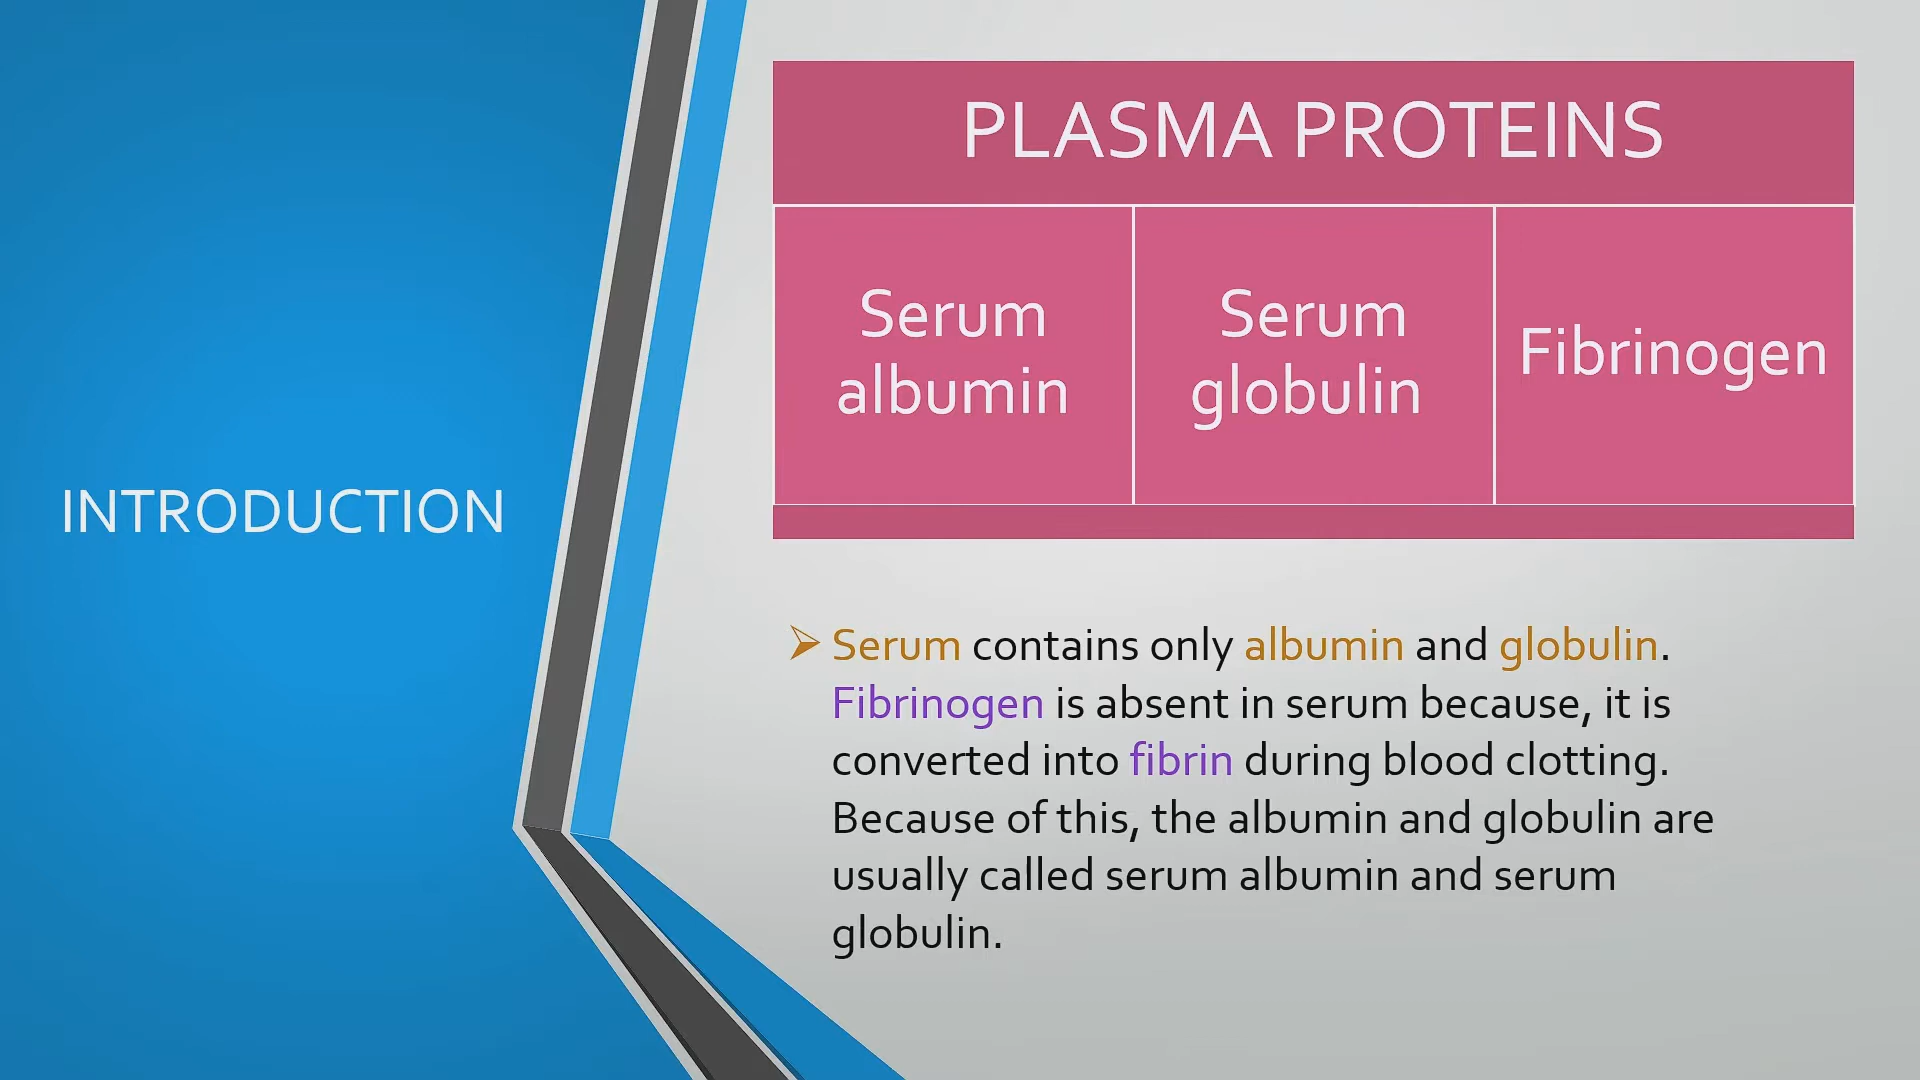 INTRODUCTION
PLASMA PROTEINS
Serum
albumin
Serum
globulin
Fibrinogen
Serum contains only albumin and globulin.
Fibrinogen is absent in serum because, it is
converted into fibrin during blood clotting.
Because of this, the albumin and globulin are
usually called serum albumin and serum
globulin.